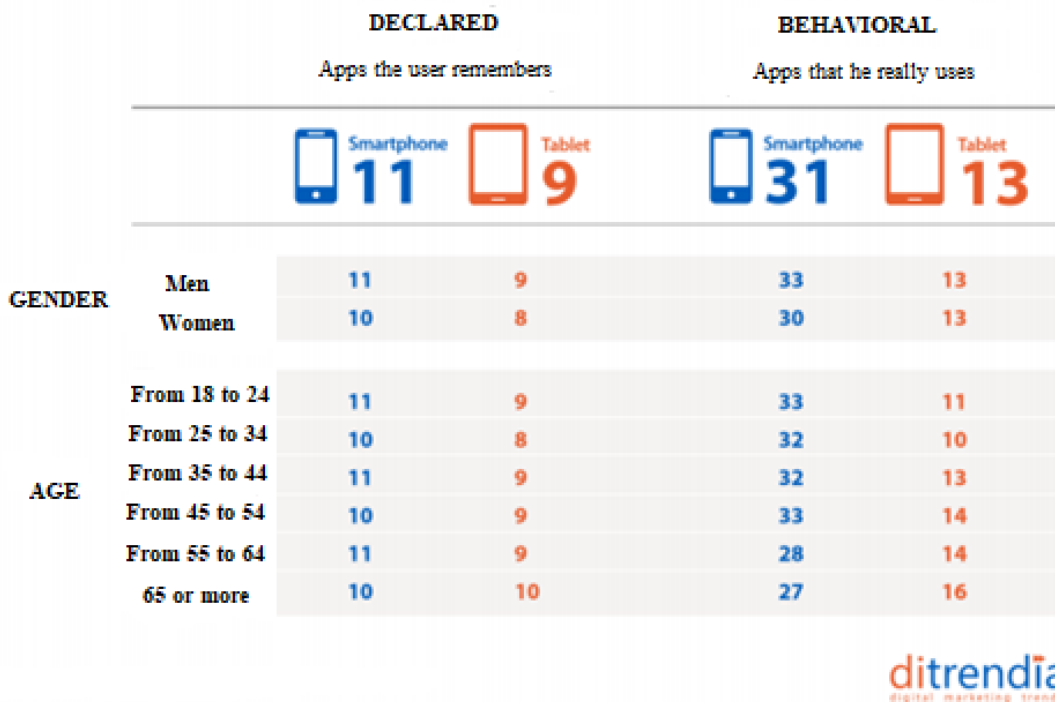 DECLARED BEHAVIORAL
Apps the user remembers Apps that he really uses
Smartphone Tablet Smartphone Tablet
11 9 31 13
GENDER
Men 11 9 33 13
Women 10 8 30 13
AGE
From 18 to 24 11 9 33 11
From 25 to 34 10 8 32 10
From 35 to 44 11 9 32 13
From 45 to 54 10 9 33 14
From 55 to 64 11 9 28 14
65 or more 10 10 27 16
ditrendia
digital marketing trend